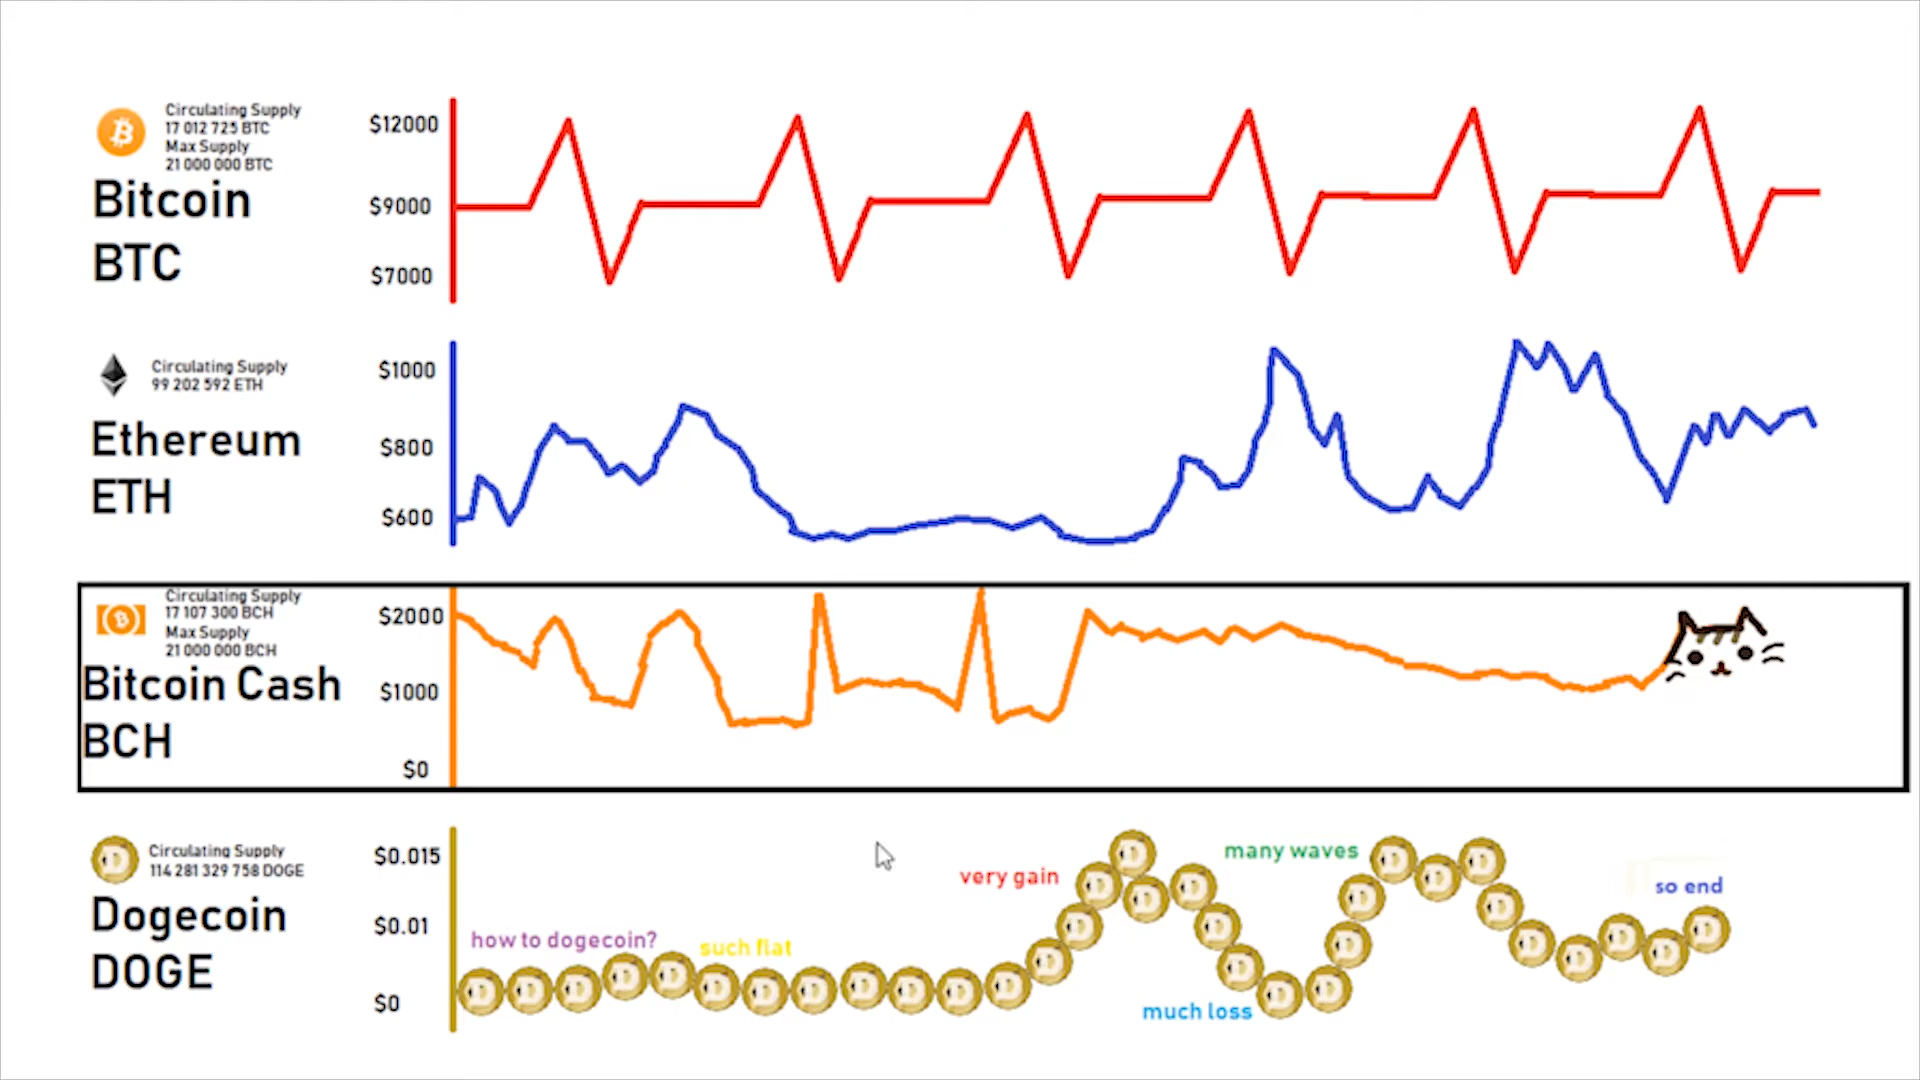 Circulating Supply
17 012 725 BTC
Max Supply
21 000 000 BTC
Bitcoin
BTC
$12000
$9000
$7000
Circulating Supply
99 202 592 ETH
Ethereum
ETH
$1000
$800
$600
Circulating Supply
17 107 300 BCH
Max Supply
21 000 000 BCH
Bitcoin Cash
BCH
$2000
$1000
$0
Circulating Supply
114 281 329 758 DOGE
Dogecoin
DOGE
$0.015
$0.01
$0
how to dogecoin?
such flat
very gain
much loss
many waves
so end